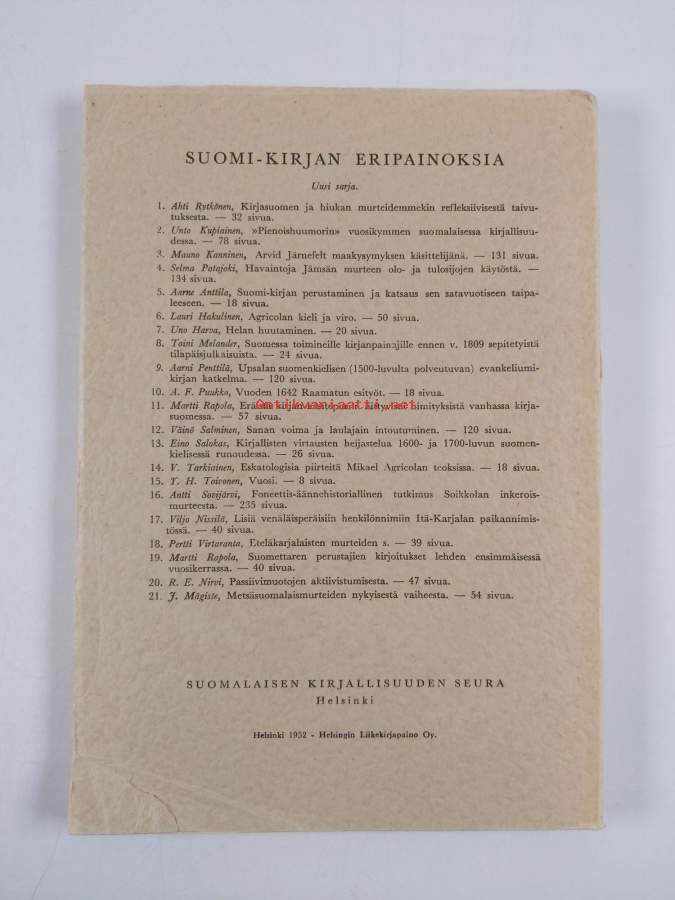 SUOMI-KIRJAN ERIPAINOKSIA
Uusi sarja.
1. Ahti Rytkönen, Kirjasuomen ja hiukan murteidemmekin refleksiivisestä taivu-
tuksesta. — 32 sivua.
2. Unto Kupiainen, »Pienoishuumorin» vuosikymmen suomalaisessa kirjallisuu-
dessa. — 78 sivua.
3. Mauno Kanninen, Arvid Järnefelt maakysymyksen käsittelijänä. — 131 sivua.
4. Selma Patajoki, Havaintoja Jämsän murteen olo- ja tulosijojen käytöstä. —
134 sivua.
5. Aarne Anttila, Suomi-kirjan perustaminen ja katsaus sen satavuotiseen taipa-
leeseen. — 18 sivua.
6. Lauri Hakulinen, Agricolan kieli ja viro. — 50 sivua.
7. Uno Harva, Helan huutaminen. — 20 sivua.
8. Toini Melander, Suomessa toimineille kirjanpainajille ennen v. 1809 sepitetyistä
tilapäisjulkaisuista. — 24 sivua.
9. Aarni Penttilä, Upsalan suomenkielisen (1500-luvulta polveutuvan) evankeliumi-
kirjan katkelma. — 120 sivua.
10. A. F. Puukko, Vuoden 1642 Raamatun esityöt. — 18 sivua.
11. Martti Rapola, Eräistä kirjan nimityksistä vanhassa kirja-
suomessa. — 57 sivua.
Antikvaari.net
12. Väinö Salminen, Sanan voima ja laulajain intoutuminen. — 120 sivua.
13. Eino Salokas, Kirjallisten virtausten heijastelua 1600- ja 1700-luvun suomen-
kielisessä runoudessa. — 26 sivua.
14. V. Tarkiainen, Eskatologisia piirteitä Mikael Agricolan teoksissa. — 18 sivua.
15. Y. H. Toivonen, Vuosi. — 8 sivua.
16. Antti Sovijärvi, Foneettis-äännehistoriallinen tutkimus Soikkolan inkerois-
murteesta. — 235 sivua.
17. Viljo Nissilä, Lisiä venäläisperäisiin henkilönnimiin Itä-Karjalan paikannimis-
tössä. — 40 sivua.
18. Pertti Virtaranta, Eteläkarjalaisten murteiden s. — 39 sivua.
19. Martti Rapola, Suomettaren perustajien kirjoitukset lehden ensimmäisessä
vuosikerrassa. — 40 sivua.
20. R. E. Nirvi, Passiivimuotojen aktiivistumisesta. — 47 sivua.
21. J. Mägiste, Metsäsuomalaismurteiden nykyisestä vaiheesta. — 54 sivua.
SUOMALAISEN KIRJALLISUUDEN SEURA
Helsinki
Helsinki 1952 - Helsingin Liikekirjapaino Oy.